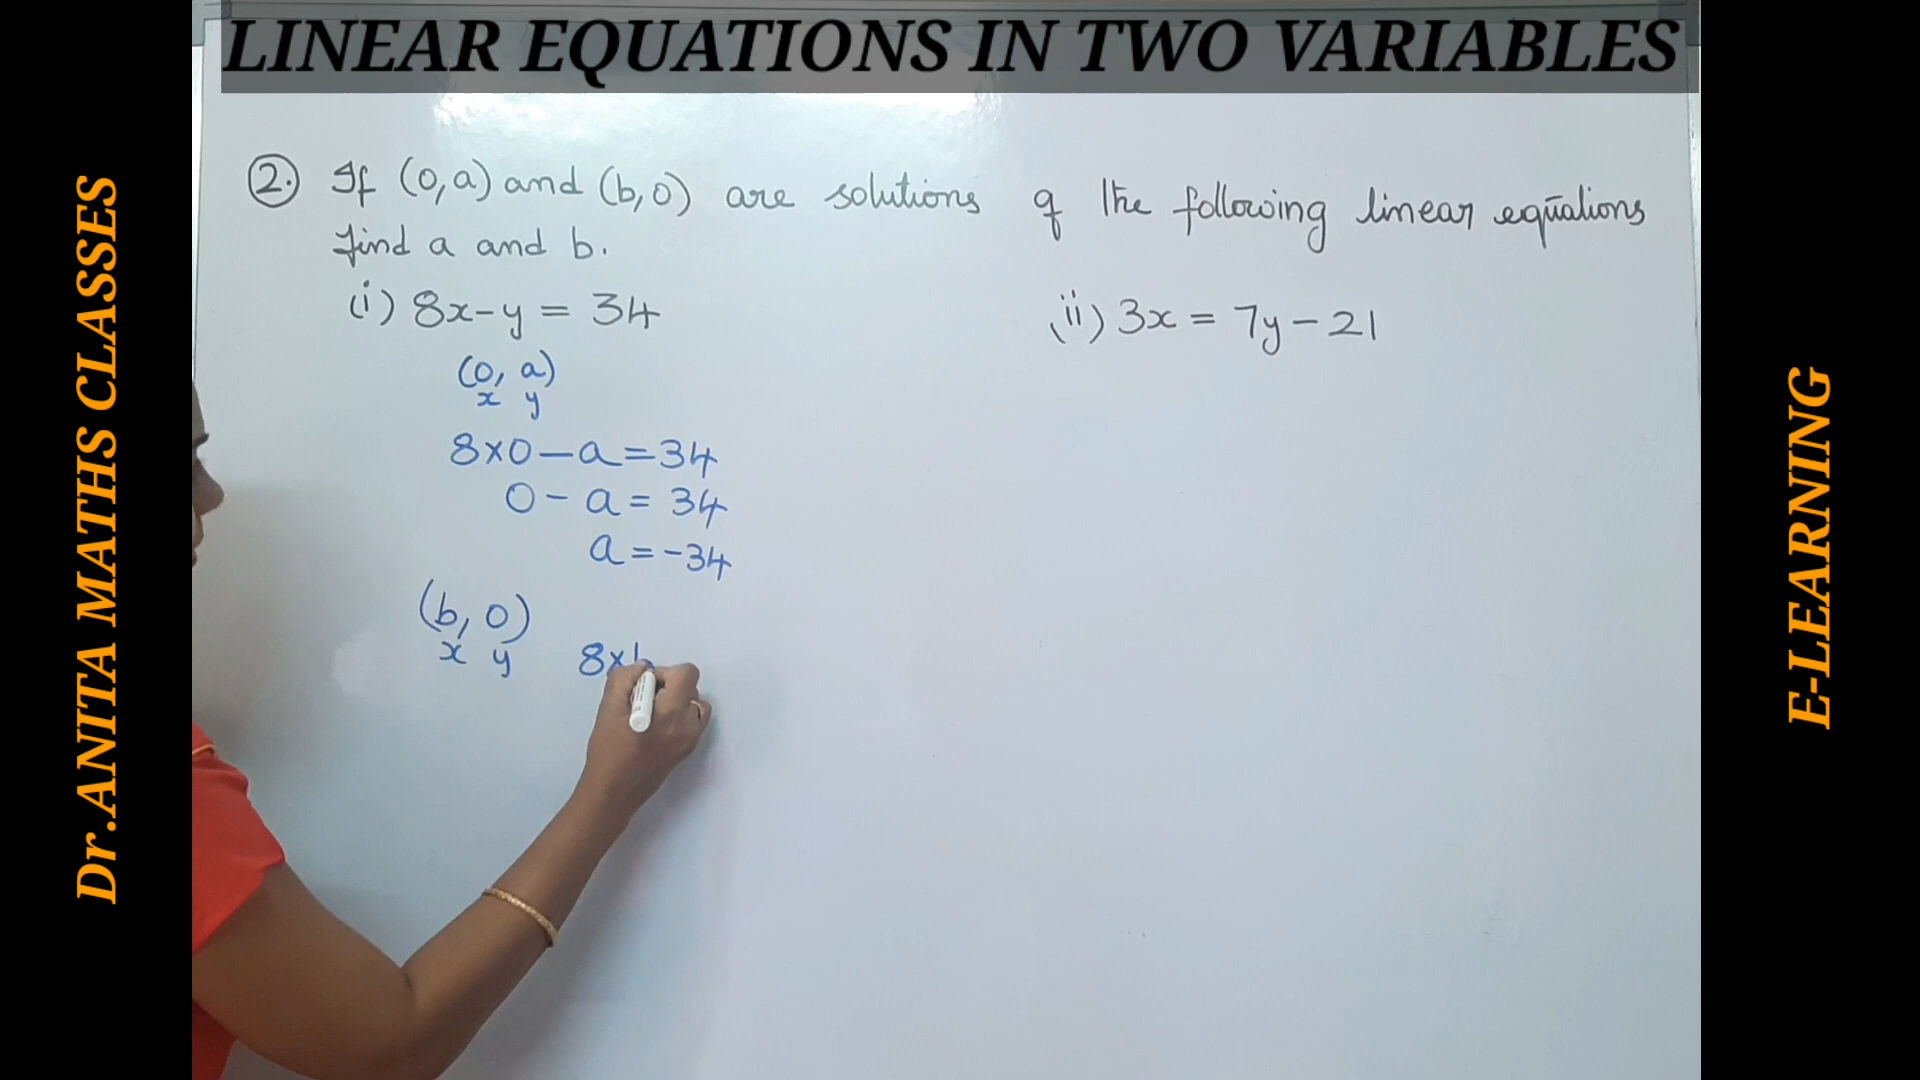 LINEAR EQUATIONS IN TWO VARIABLES
Dr.ANITA MATHS CLASSES
2. If (0,a) and (b,0) are solutions of the following linear equations
find a and b.
(i) 8x-y = 34
(0, a)
x y
8×0-a=34
0-a=34
a=-34
(b, 0)
x y
8×b
(ii) 3x = 7y-21
E-LEARNING